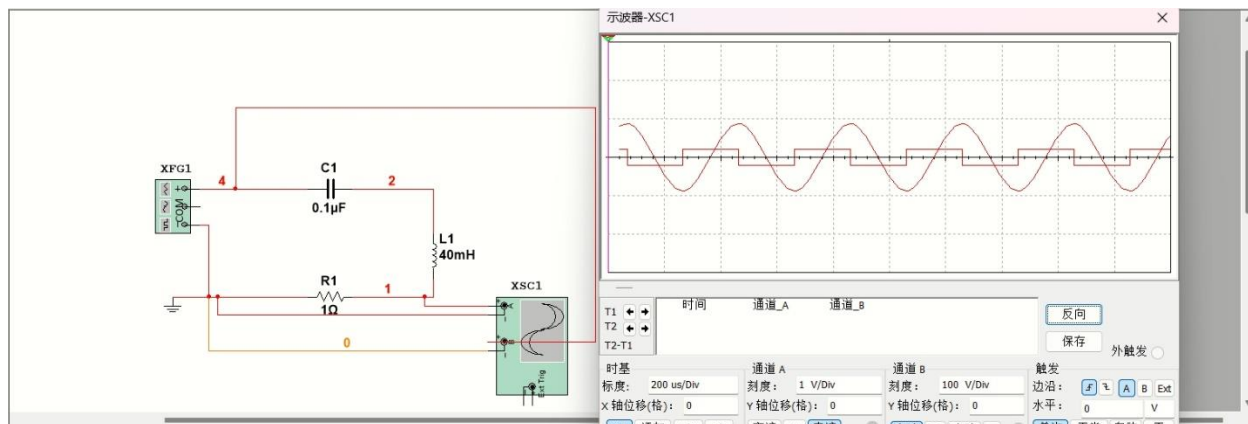 示波器-XSC1
XFG1
COM
4
C1
0.1μF
2
L1
40mH
R1
1Ω
1
0
XSC1
A
B
Ext Trig
T1
T2
T2-T1
时间 通道_A 通道_B
反向
保存
外触发
时基
标度： 200 us/Div
X 轴位移(格)： 0
通道 A
刻度： 1 V/Div
Y 轴位移(格)： 0
通道 B
刻度： 100 V/Div
Y 轴位移(格)： 0
触发
边沿： A B Ext
水平： 0 V